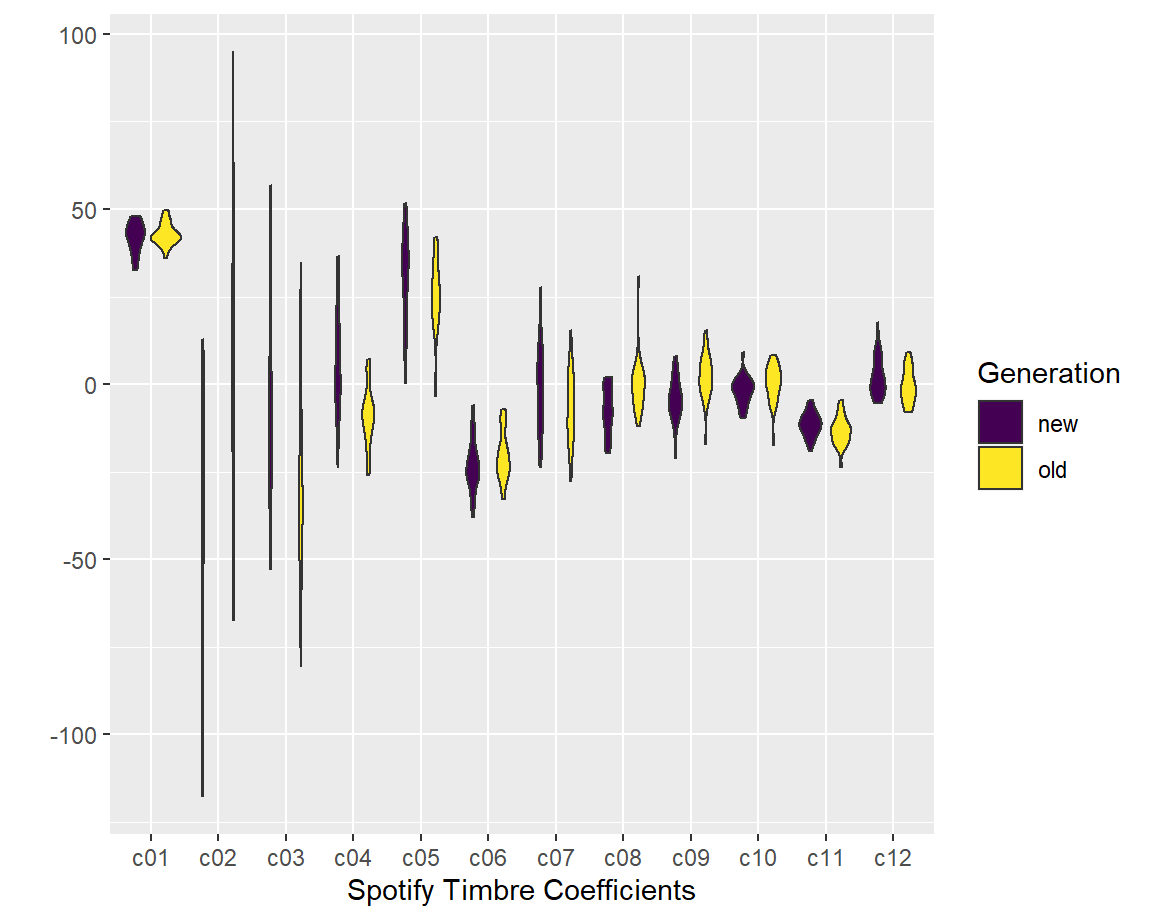 100
50
0
-50
-100
c01 c02 c03 c04 c05 c06 c07 c08 c09 c10 c11 c12
Spotify Timbre Coefficients
Generation
new
old